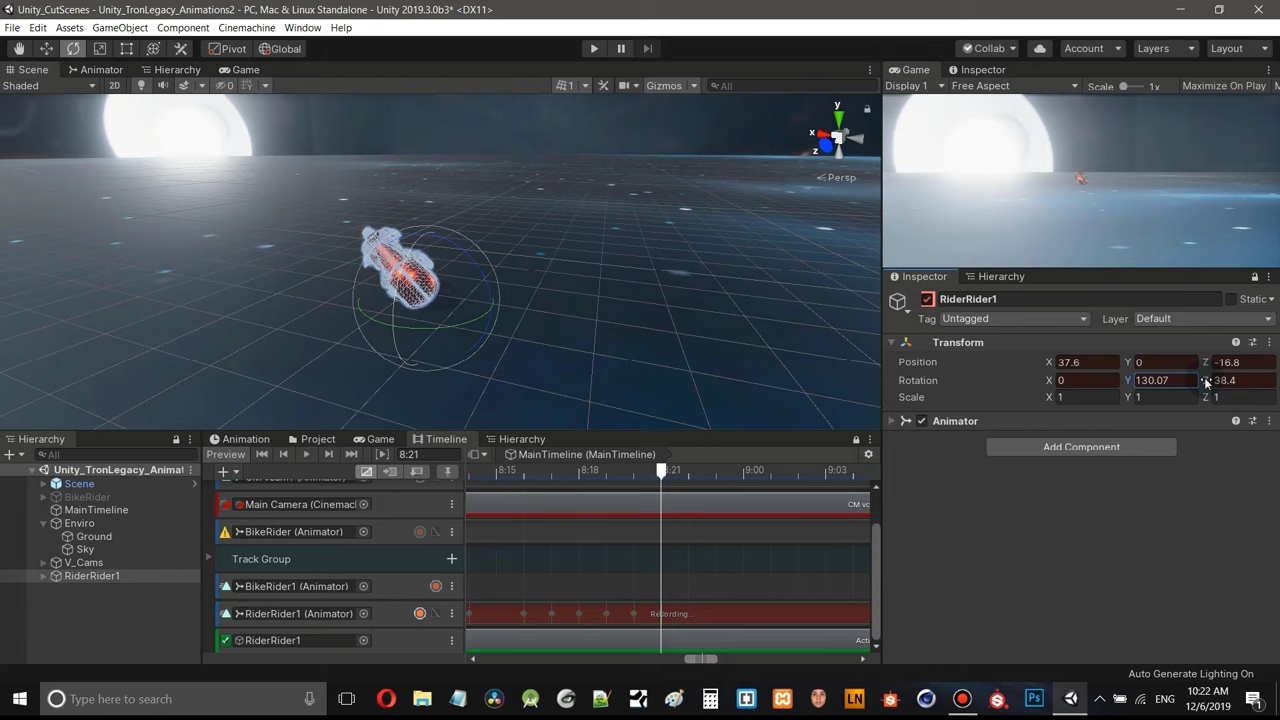 Unity_CutScenes - Unity_TronLegacy_Animations2 - PC, Mac & Linux Standalone - Unity 2019.3.0b3* <DX11>
File Edit Assets GameObject Component Cinemachine Window Help
Pivot Global Collab Account Layers Layout
Scene Animator Hierarchy Game Game Inspector
Shaded 2D 0 1 Gizmos All Display 1 Free Aspect Scale 1x Maximize On Play
y
x
z
Persp
Inspector Hierarchy
RiderRider1 Static
Tag Untagged Layer Default
Transform
Position X 37.6 Y 0 Z -16.8
Rotation X 0 Y 130.07 38.4
Scale X 1 Y 1 Z 1
Animator
Add Component
Hierarchy Animation Project Game Timeline Hierarchy
All Preview 8:21 MainTimeline (MainTimeline)
Unity_TronLegacy_Animat
Scene
BikeRider
MainTimeline
Enviro
Ground
Sky
V_Cams
RiderRider1
8:15 8:18 8:21 9:00 9:03
Main Camera (Cinemacl CM vc
BikeRider (Animator)
Track Group
BikeRider1 (Animator)
RiderRider1 (Animator) Recording...
RiderRider1 Acti
Auto Generate Lighting On
Type here to search LN Ps ENG 10:22 AM
12/6/2019 1